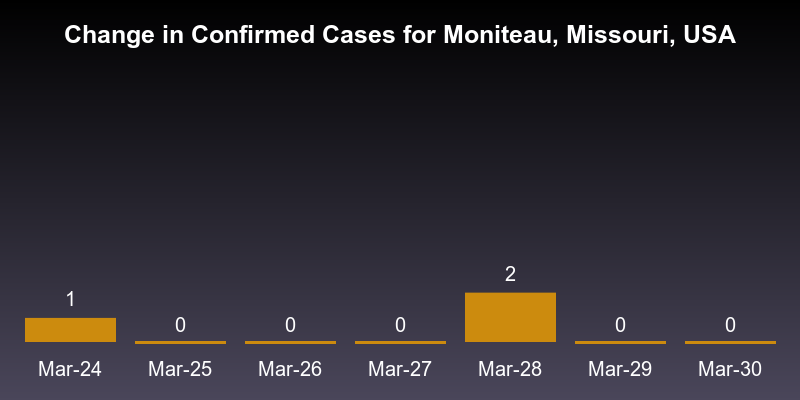 Change in Confirmed Cases for Moniteau, Missouri, USA
1 0 0 0 2 0 0
Mar-24 Mar-25 Mar-26 Mar-27 Mar-28 Mar-29 Mar-30